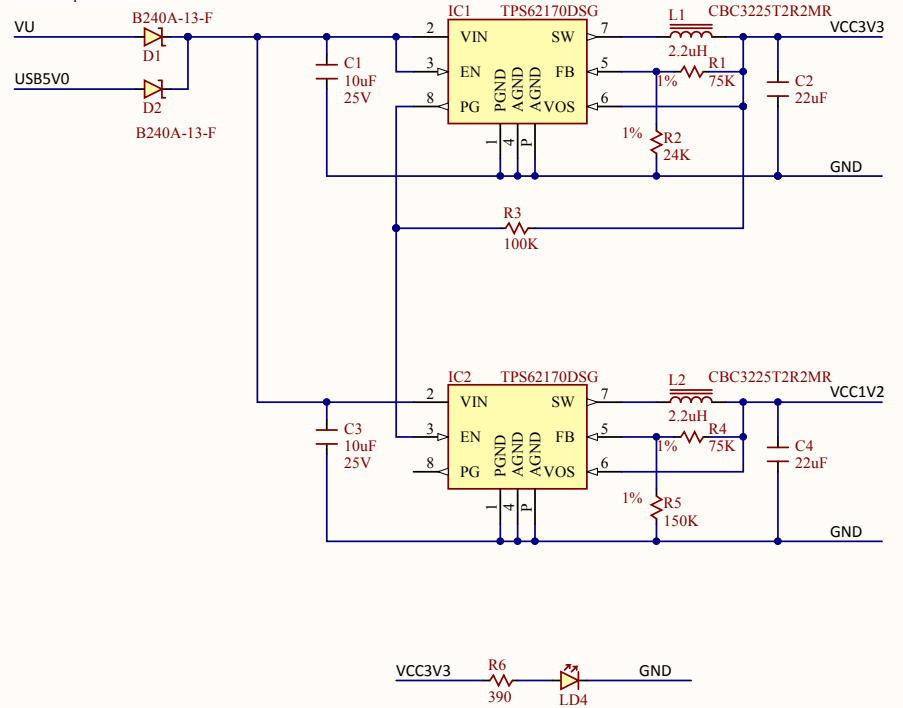 B240A-13-F
VU
D1
USB5V0
D2
B240A-13-F
C1
10uF
25V
IC1 TPS62170DSG
2 VIN SW 7
3 EN FB 5
8 PG PGND AGND AGND VOS 6
1 4 P
L1 CBC3225T2R2MR
2.2uH
VCC3V3
R1
1% 75K
C2
22uF
1% R2
24K
GND
R3
100K
IC2 TPS62170DSG
2 VIN SW 7
3 EN FB 5
8 PG PGND AGND AGND VOS 6
1 4 P
C3
10uF
25V
L2 CBC3225T2R2MR
2.2uH
VCC1V2
R4
1% 75K
C4
22uF
1% R5
150K
GND
VCC3V3 R6 GND
390 LD4